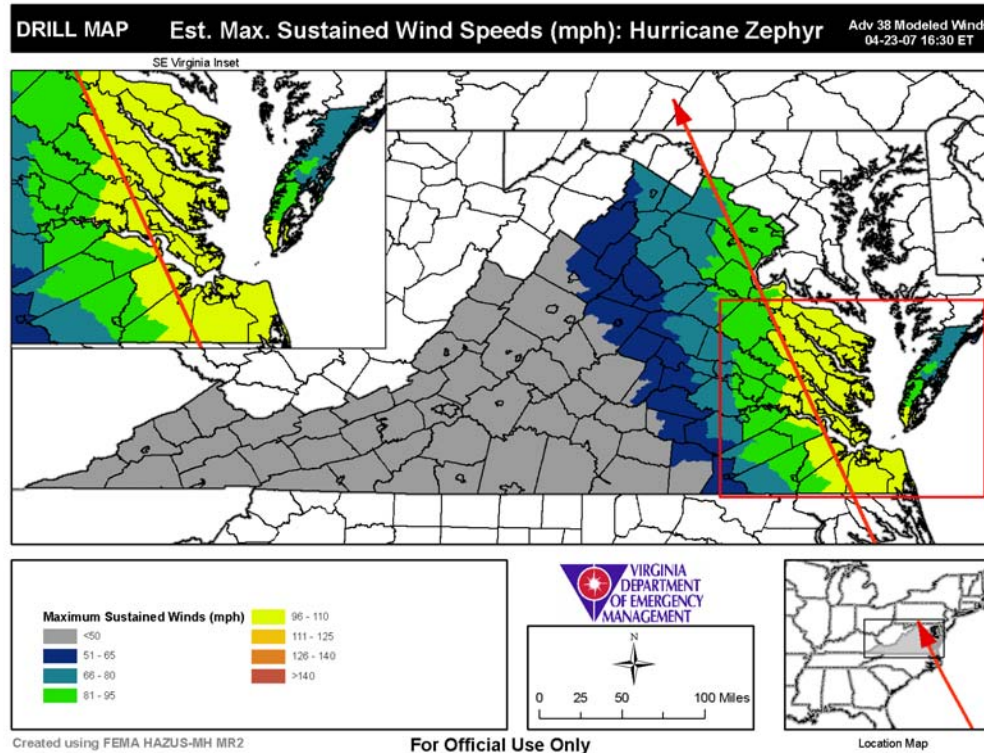 DRILL MAP
Est. Max. Sustained Wind Speeds (mph): Hurricane Zephyr
Adv 38 Modeled Winds
04-23-07 16:30 ET
SE Virginia Inset
Maximum Sustained Winds (mph)
<50
51 - 65
66 - 80
81 - 95
96 - 110
111 - 125
126 - 140
>140
VIRGINIA
DEPARTMENT
OF EMERGENCY
MANAGEMENT
N
0 25 50 100 Miles
Created using FEMA HAZUS-MH MR2
For Official Use Only
Location Map